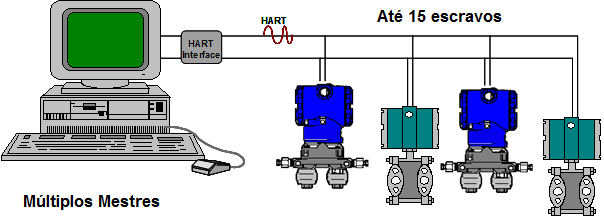 Até 15 escravos
HART
HART
Interface
Múltiplos Mestres